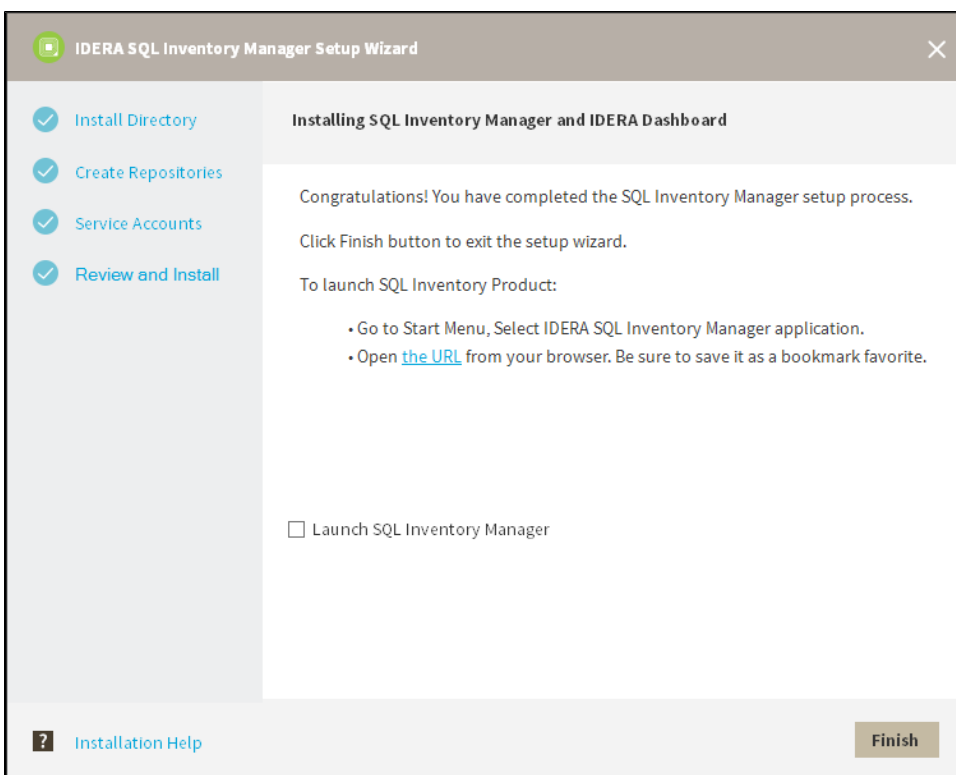 IDERA SQL Inventory Manager Setup Wizard
Install Directory
Create Repositories
Service Accounts
Review and Install
Installing SQL Inventory Manager and IDERA Dashboard
Congratulations! You have completed the SQL Inventory Manager setup process.
Click Finish button to exit the setup wizard.
To launch SQL Inventory Product:
• Go to Start Menu, Select IDERA SQL Inventory Manager application.
• Open the URL from your browser. Be sure to save it as a bookmark favorite.
Launch SQL Inventory Manager
? Installation Help
Finish